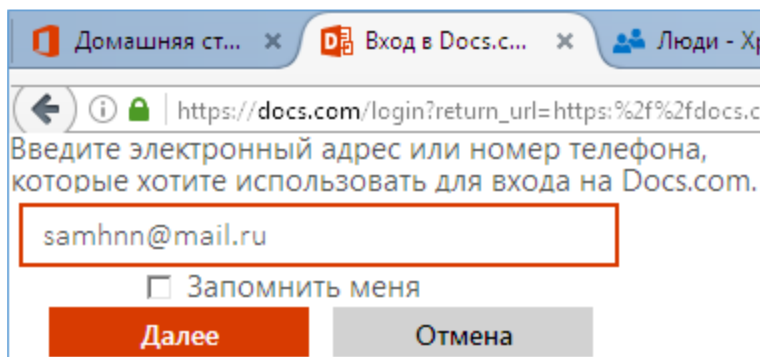 Домашняя ст...
Вход в Docs.c...
Люди -
https://docs.com/login?return_url=https:%2f%2fdocs.c
Введите электронный адрес или номер телефона,
которые хотите использовать для входа на Docs.com.
samhnn@mail.ru
Запомнить меня
Далее
Отмена